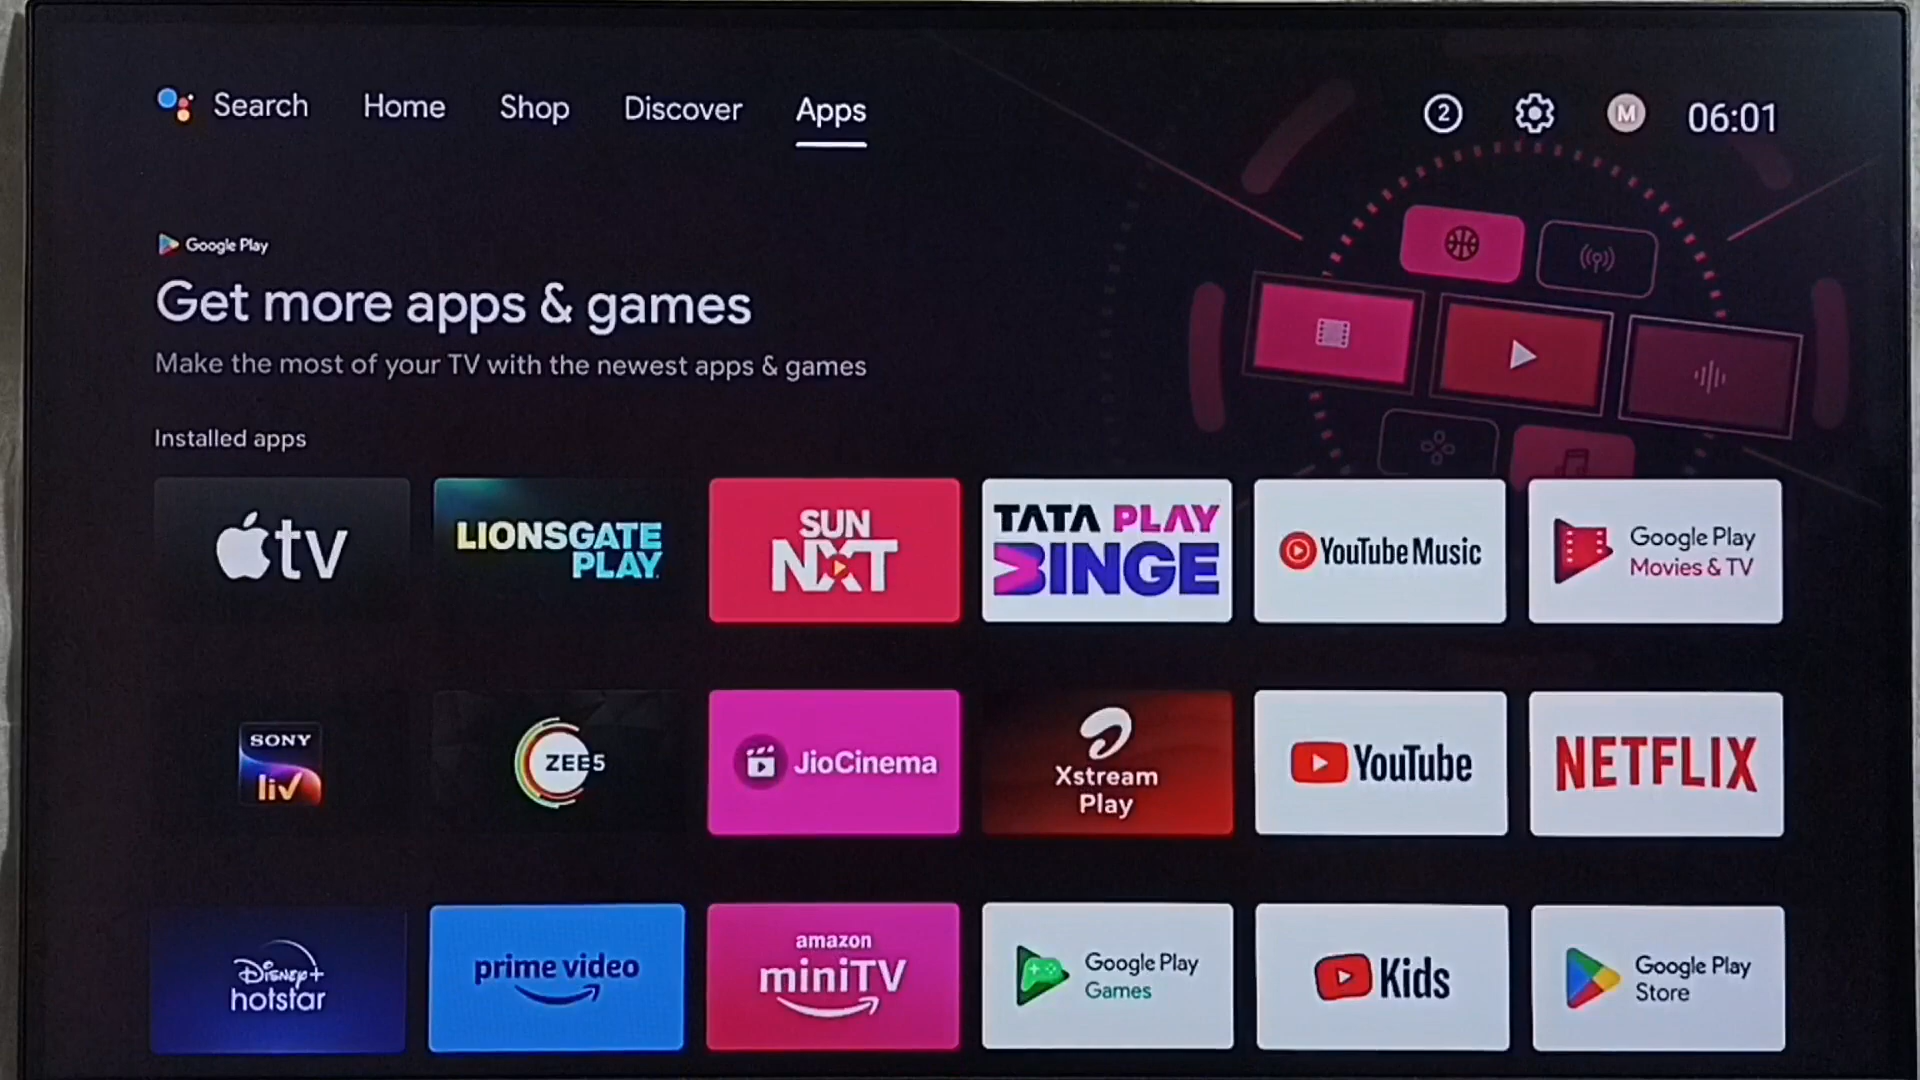 Search Home Shop Discover Apps 2 M 06:01
Google Play
Get more apps & games
Make the most of your TV with the newest apps & games
Installed apps
tv
LIONSGATE
PLAY
SUN
NXT
TATA PLAY
BINGE
YouTube Music
Google Play
Movies & TV
SONY
liv
ZEE5
JioCinema
Xstream
Play
YouTube
NETFLIX
Disney+
hotstar
prime video
amazon
miniTV
Google Play
Games
Kids
Google Play
Store